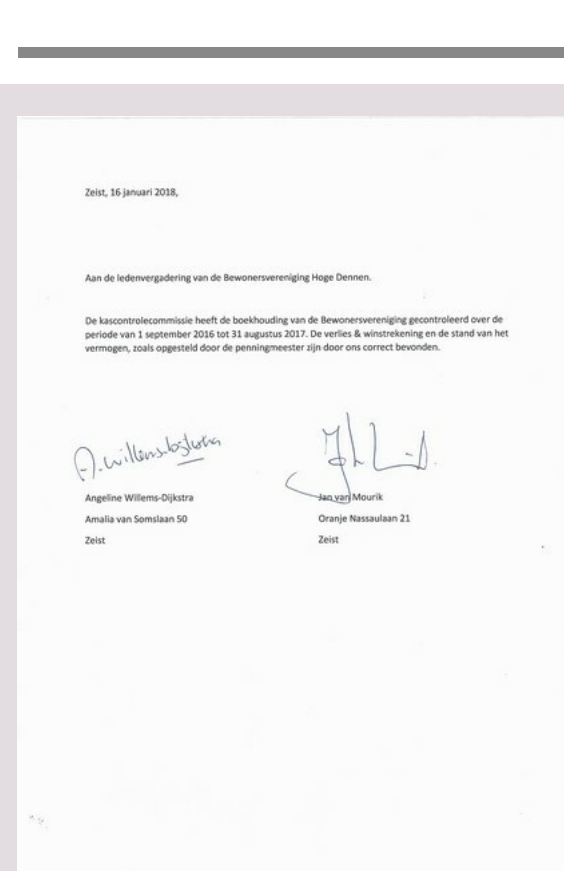 Zeist, 16 januari 2018,
Aan de ledenvergadering van de Bewonersvereniging Hoge Dennen.
De kascontrolecommissie heeft de boekhouding van de Bewonersvereniging gecontroleerd over de
periode van 1 september 2016 tot 31 augustus 2017. De verlies & winstrekening en de stand van het
vermogen, zoals opgesteld door de penningmeester zijn door ons correct bevonden.
A. Willems-Dijkstra
Angeline Willems-Dijkstra
Jan van Mourik
Amalia van Somslaan 50
Oranje Nassaulaan 21
Zeist
Zeist